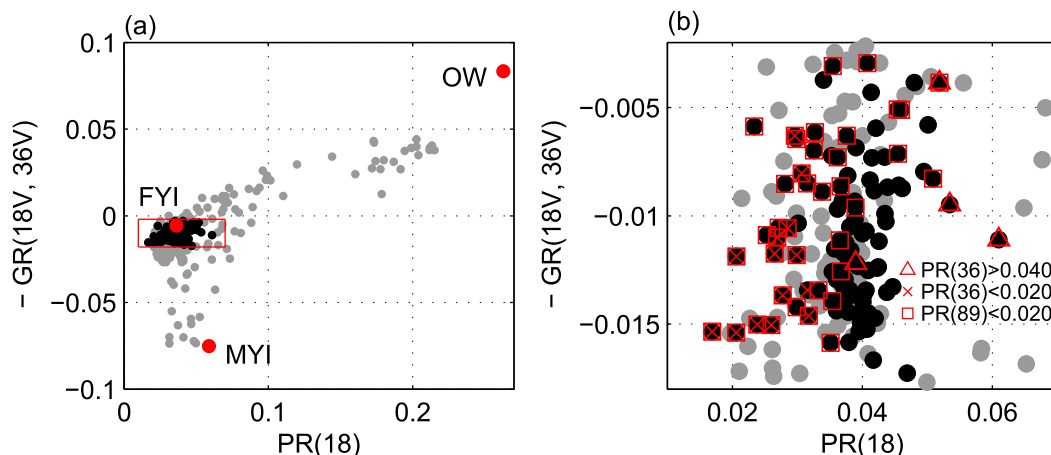 (a)
0.1
0.05
0
−0.05
−0.1
− GR(18V, 36V)
OW
FYI
MYI
0
0.1
0.2
PR(18)
(b)
−0.005
−0.01
−0.015
− GR(18V, 36V)
PR(36)>0.040
PR(36)<0.020
PR(89)<0.020
0.02
0.04
0.06
PR(18)